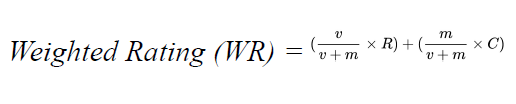 Weighted Rating (WR) = (v/(v + m) × R) + (m/(v + m) × C)